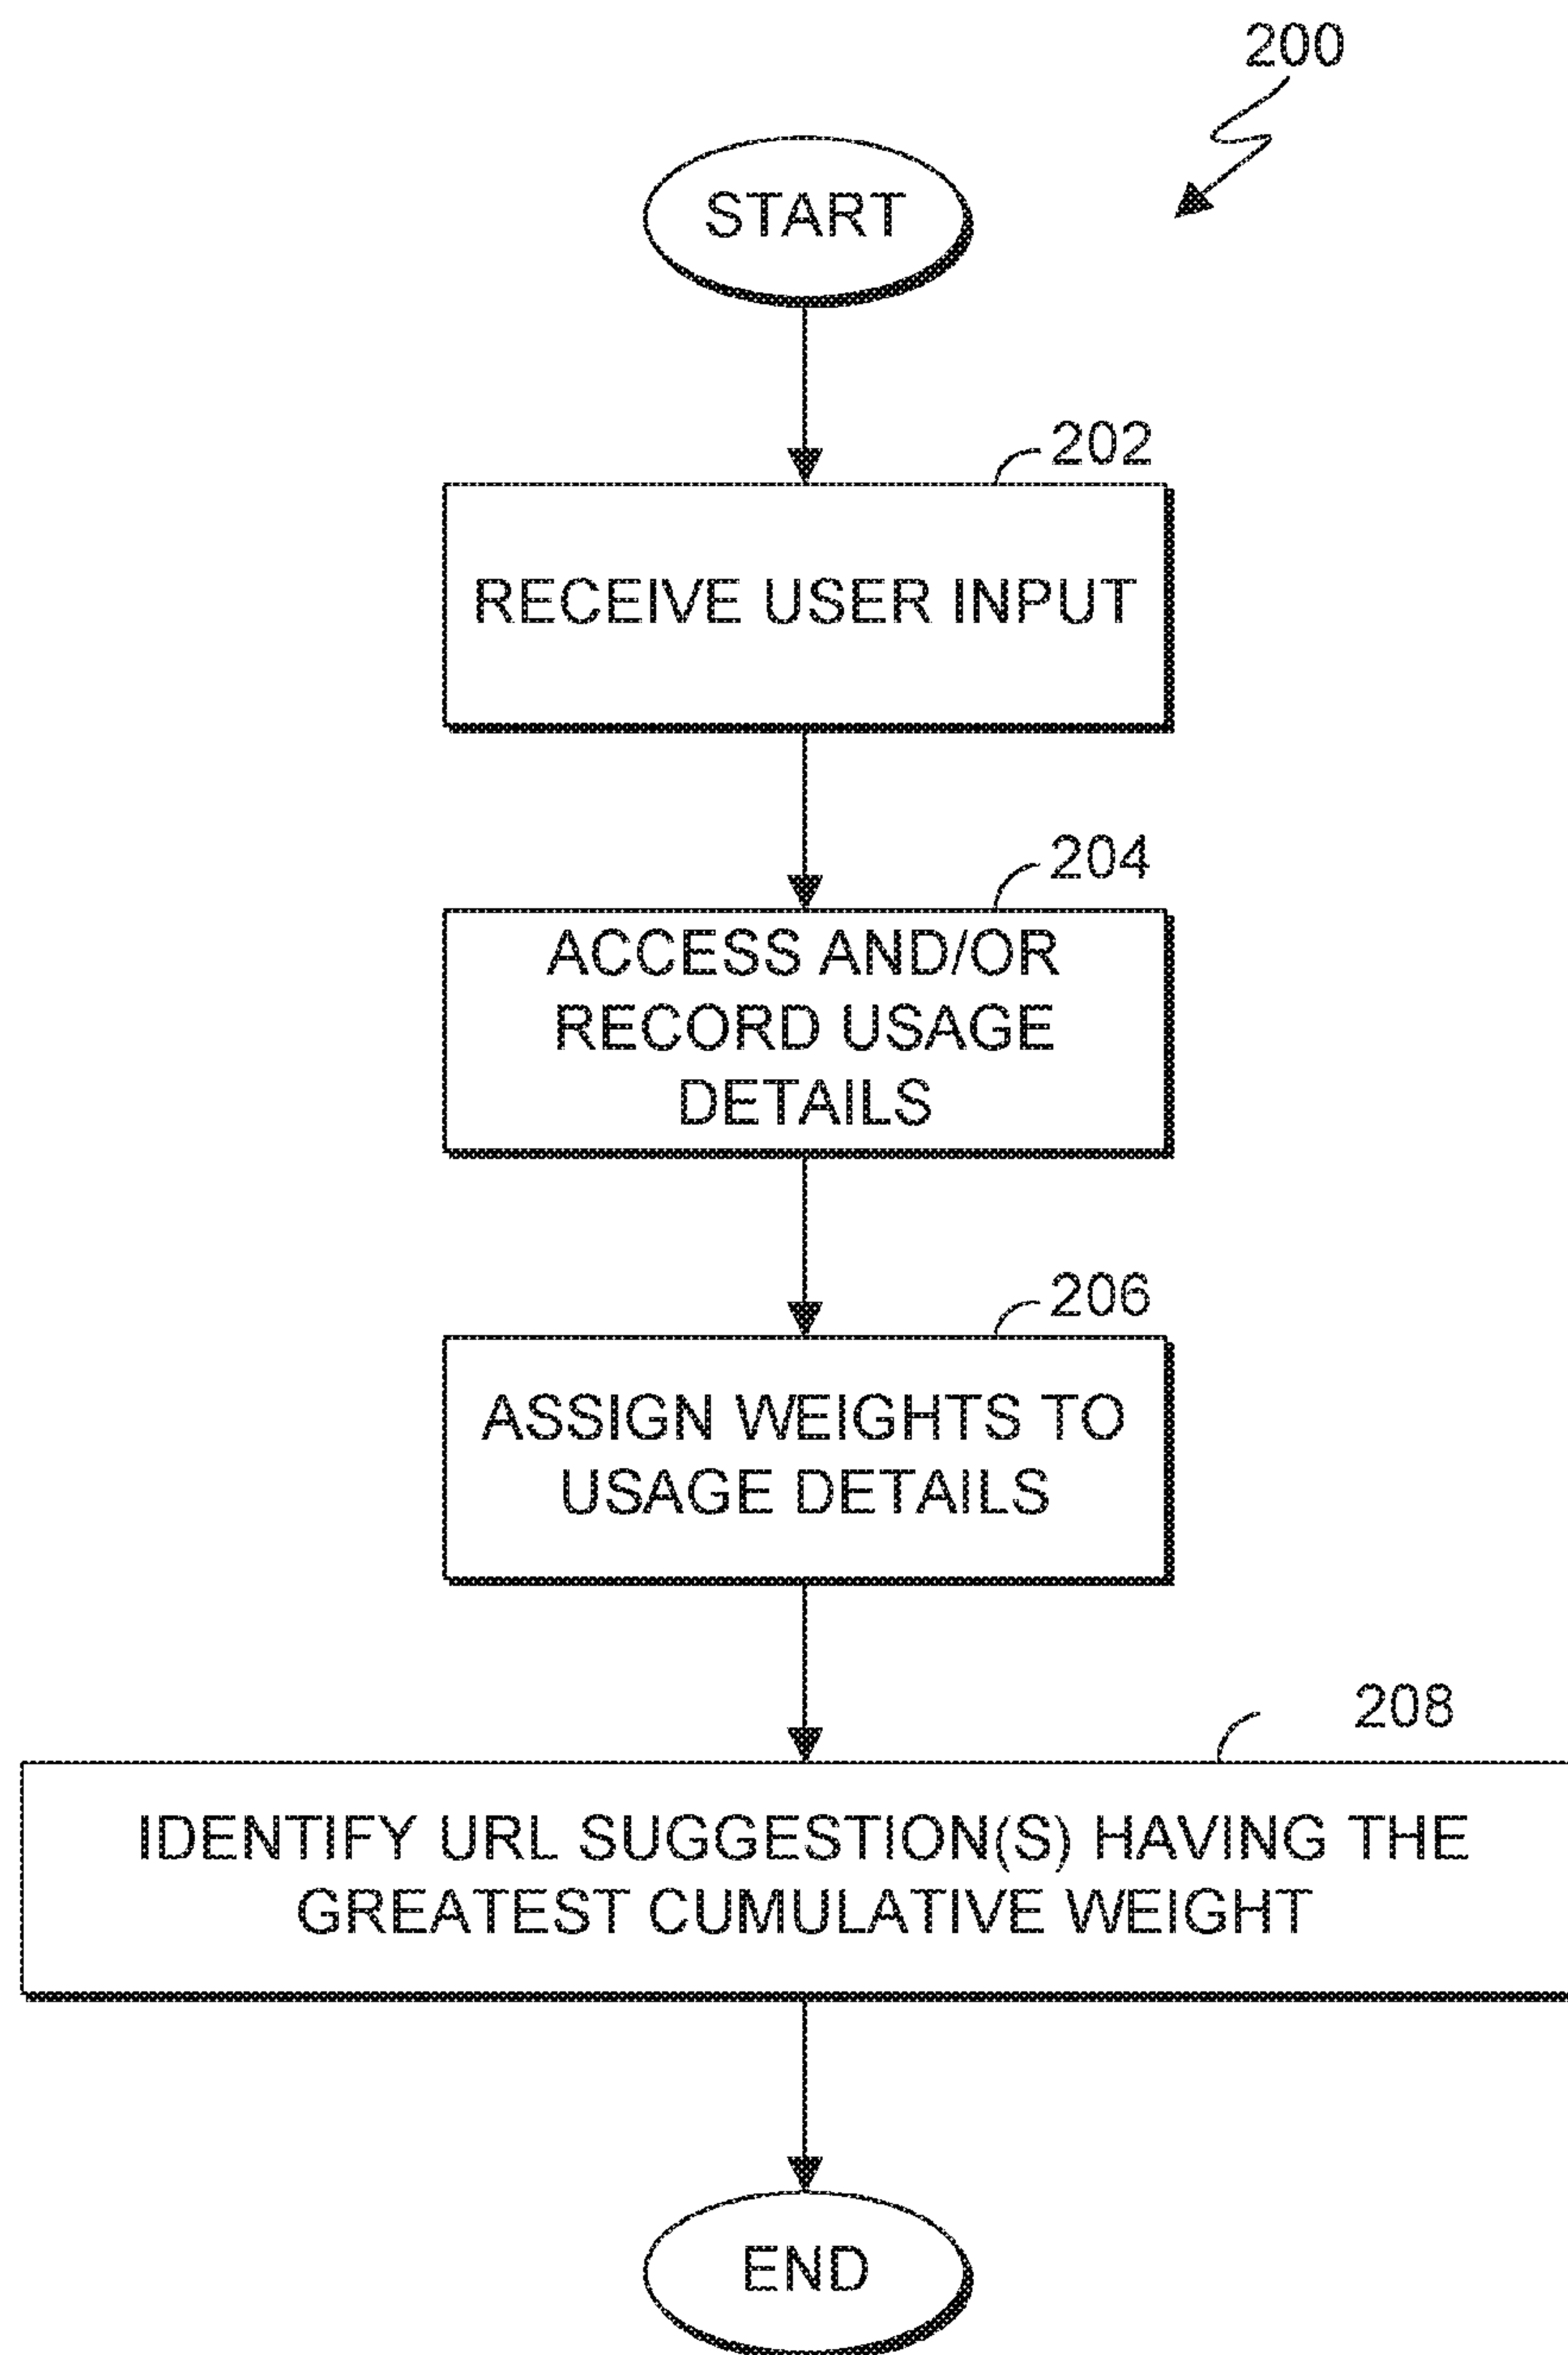 200
START
202
RECEIVE USER INPUT
204
ACCESS AND/OR
RECORD USAGE
DETAILS
206
ASSIGN WEIGHTS TO
USAGE DETAILS
208
IDENTIFY URL SUGGESTION(S) HAVING THE
GREATEST CUMULATIVE WEIGHT
END